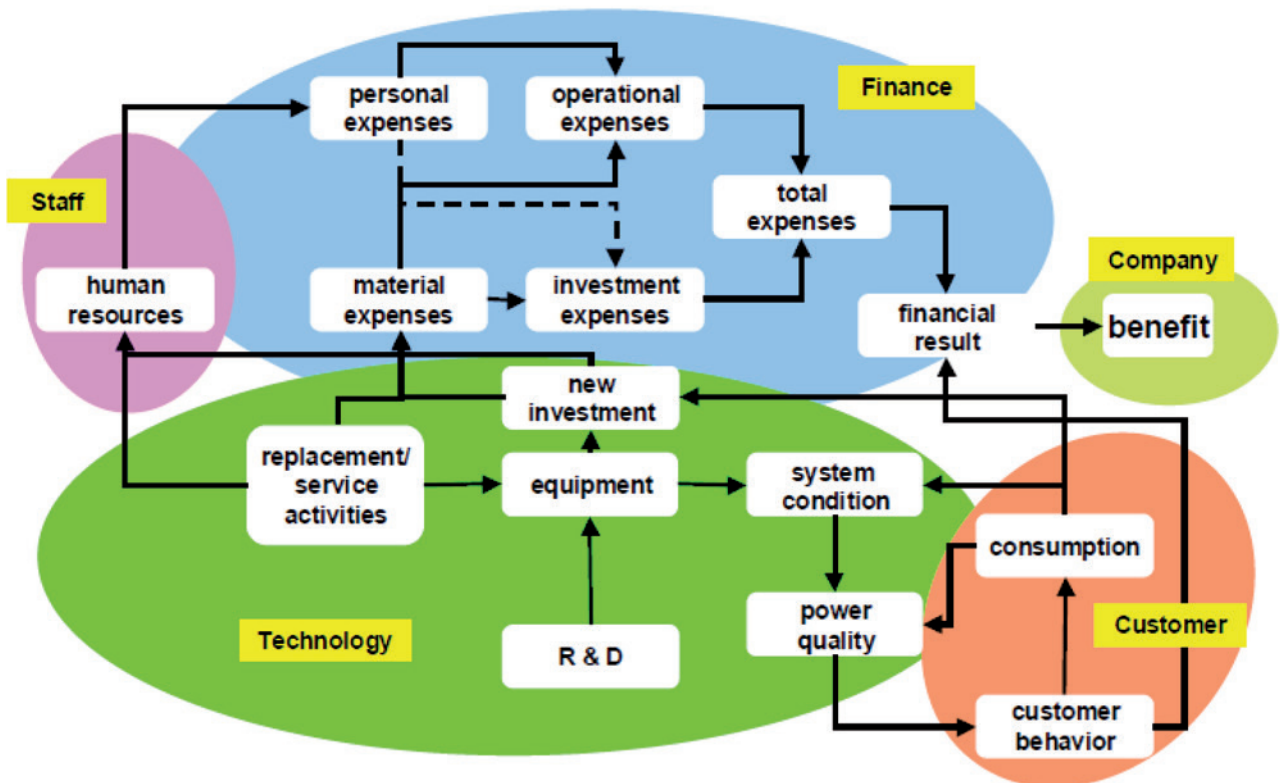 personal
expenses
operational
expenses
Finance
Staff
total
expenses
Company
human
resources
material
expenses
investment
expenses
financial
result
benefit
new
investment
replacement/
service
activities
equipment
system
condition
consumption
Technology
R & D
power
quality
Customer
customer
behavior